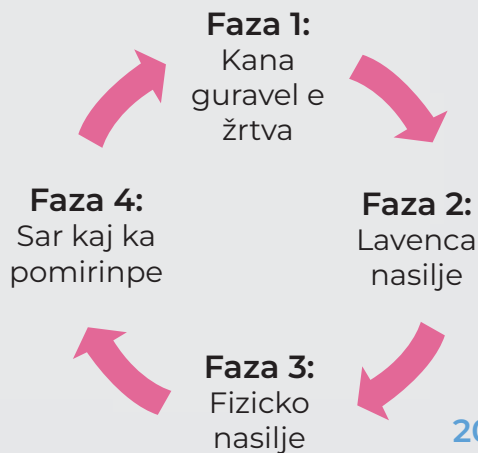 Faza 1:
Kana
guravel e
žrtva
Faza 2:
Lavenca
nasilje
Faza 3:
Fizicko
nasilje
Faza 4:
Sar kaj ka
pomirinpe